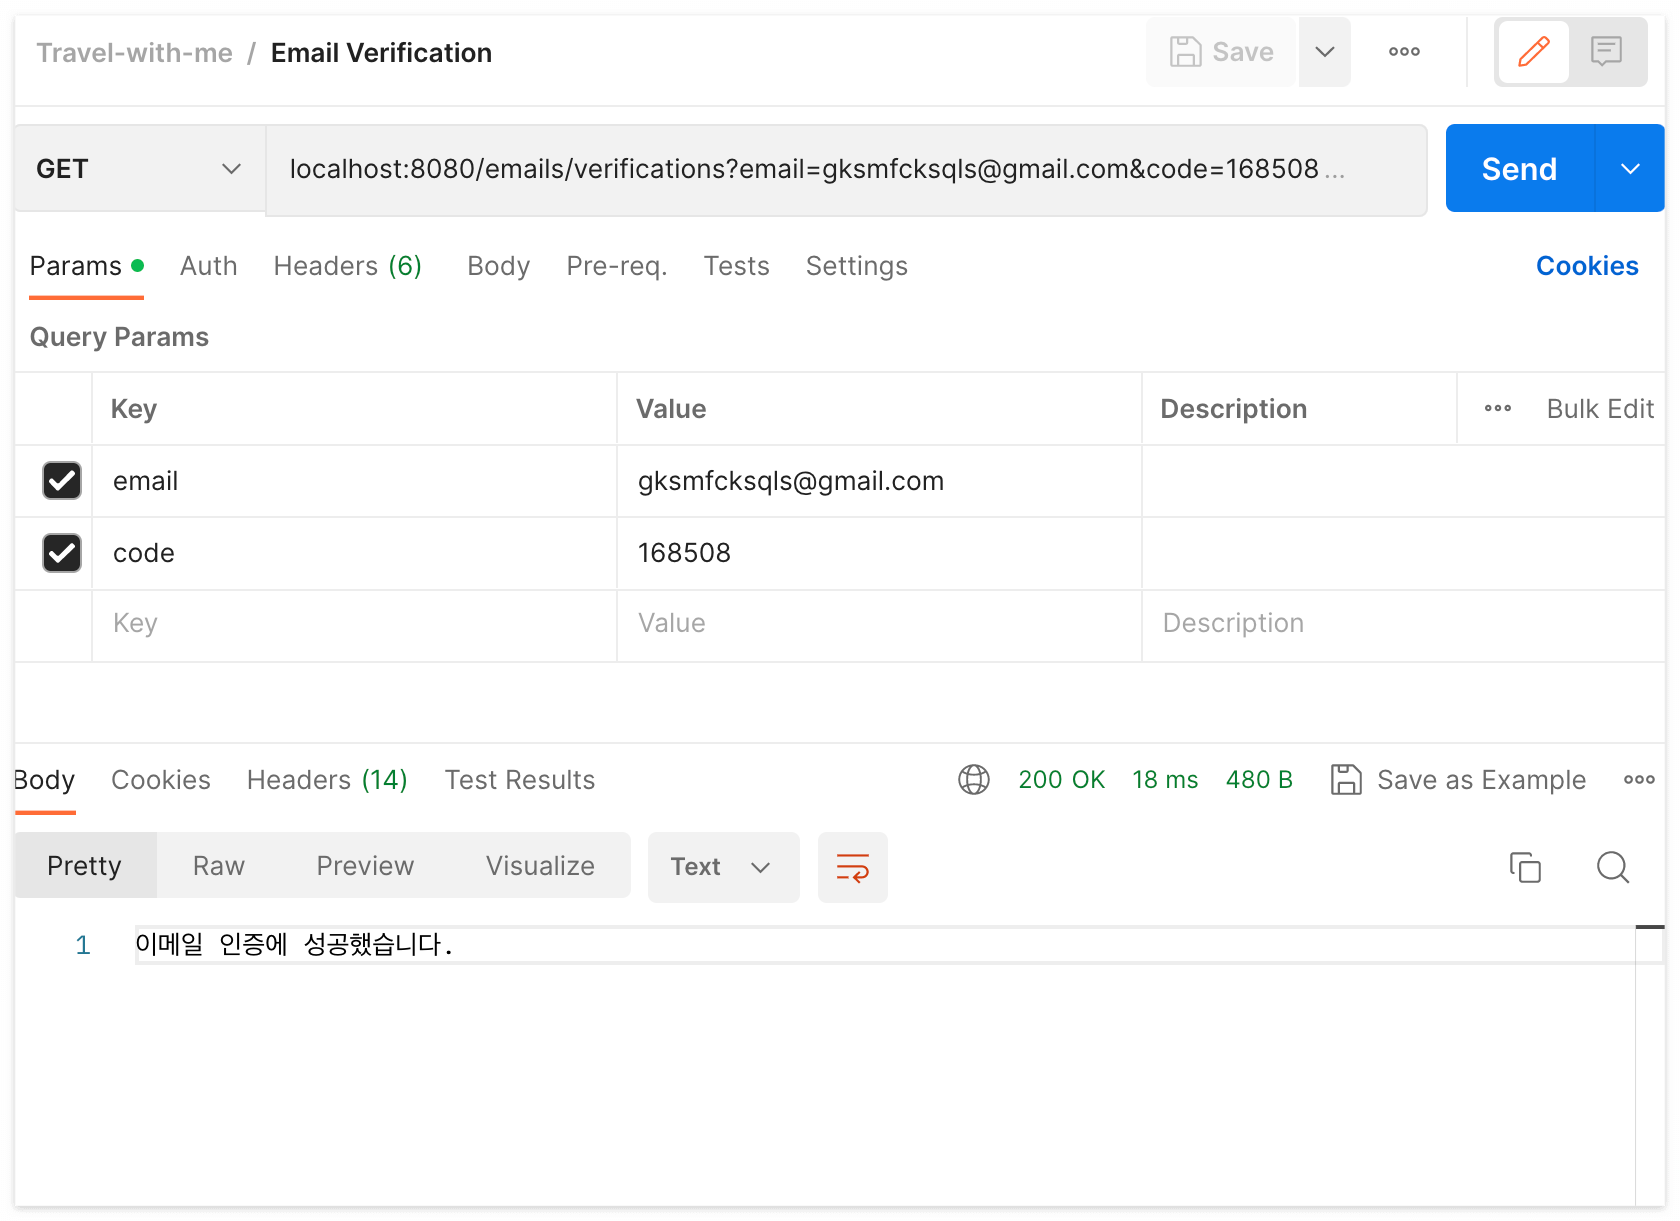 Travel-with-me / Email Verification
Save
GET
localhost:8080/emails/verifications?email=gksmfcksqls@gmail.com&code=168508 ...
Send
Params Auth Headers (6) Body Pre-req. Tests Settings
Cookies
Query Params
Key Value Description Bulk Edit
email gksmfcksqls@gmail.com
code 168508
Key Value Description
Body Cookies Headers (14) Test Results
200 OK 18 ms 480 B Save as Example
Pretty Raw Preview Visualize Text
1 이메일 인증에 성공했습니다.